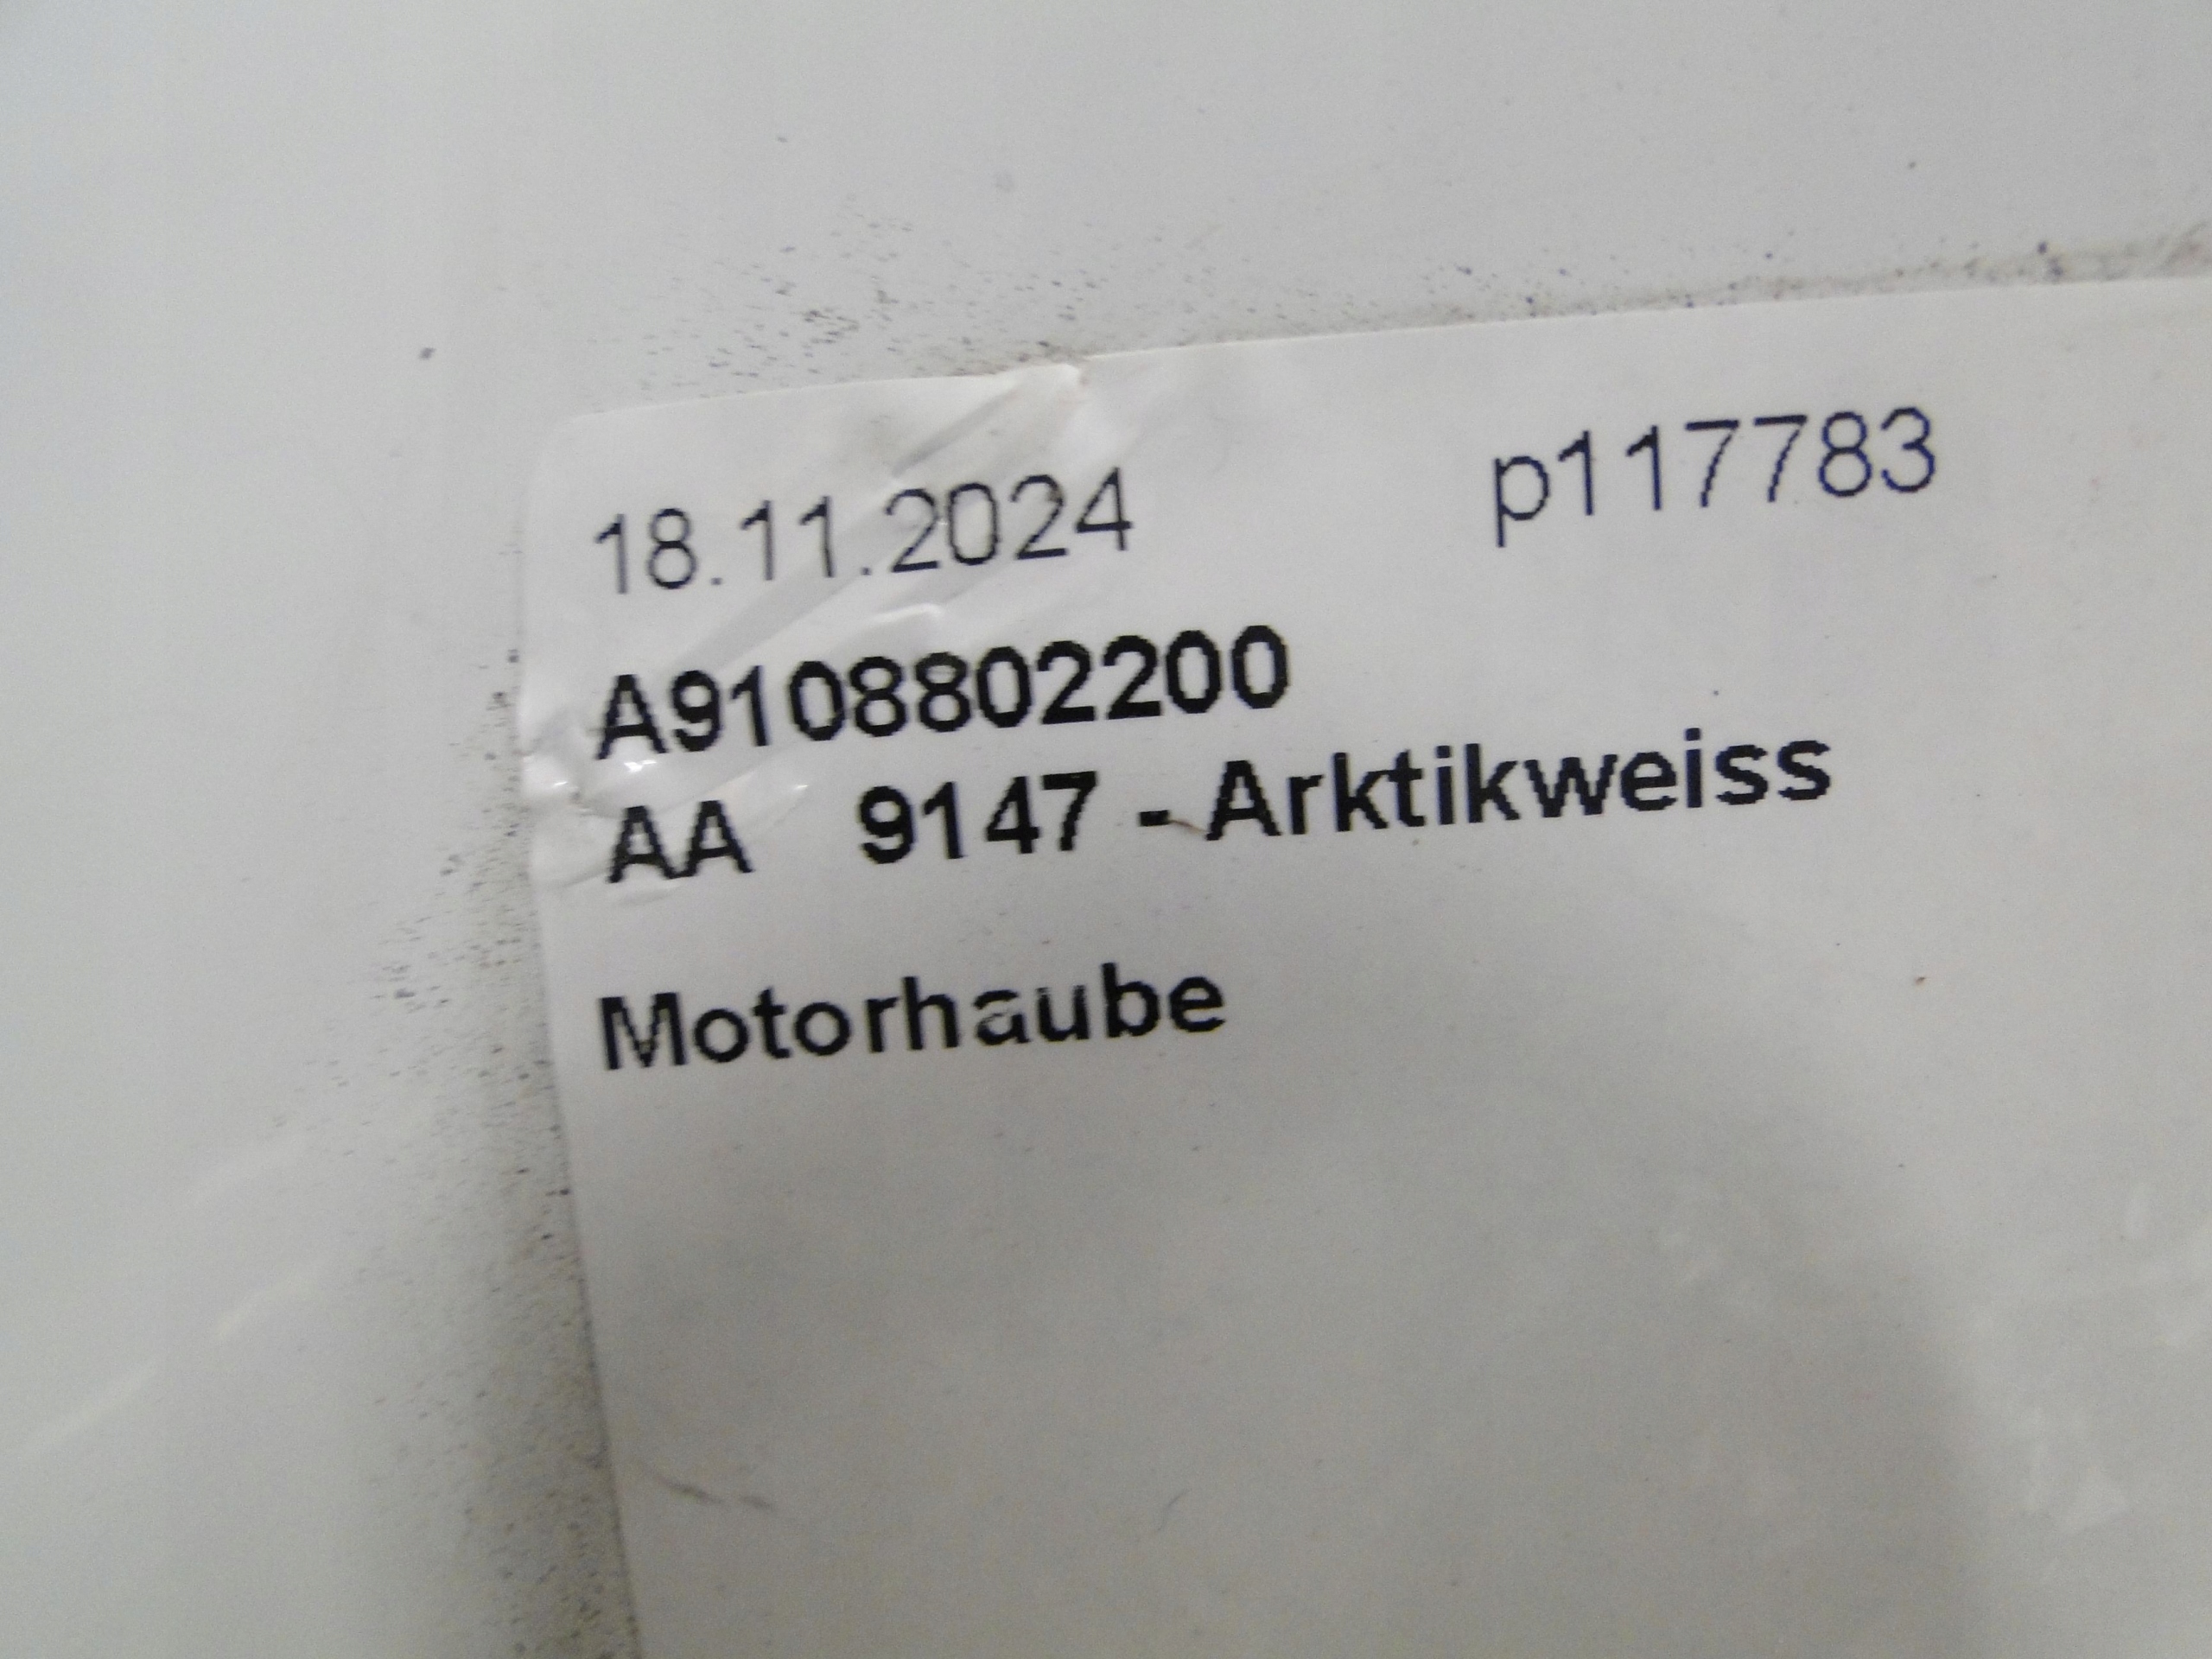 18.11.2024 p117783
A9108802200
AA 9147 - Arktikweiss
Motorhaube